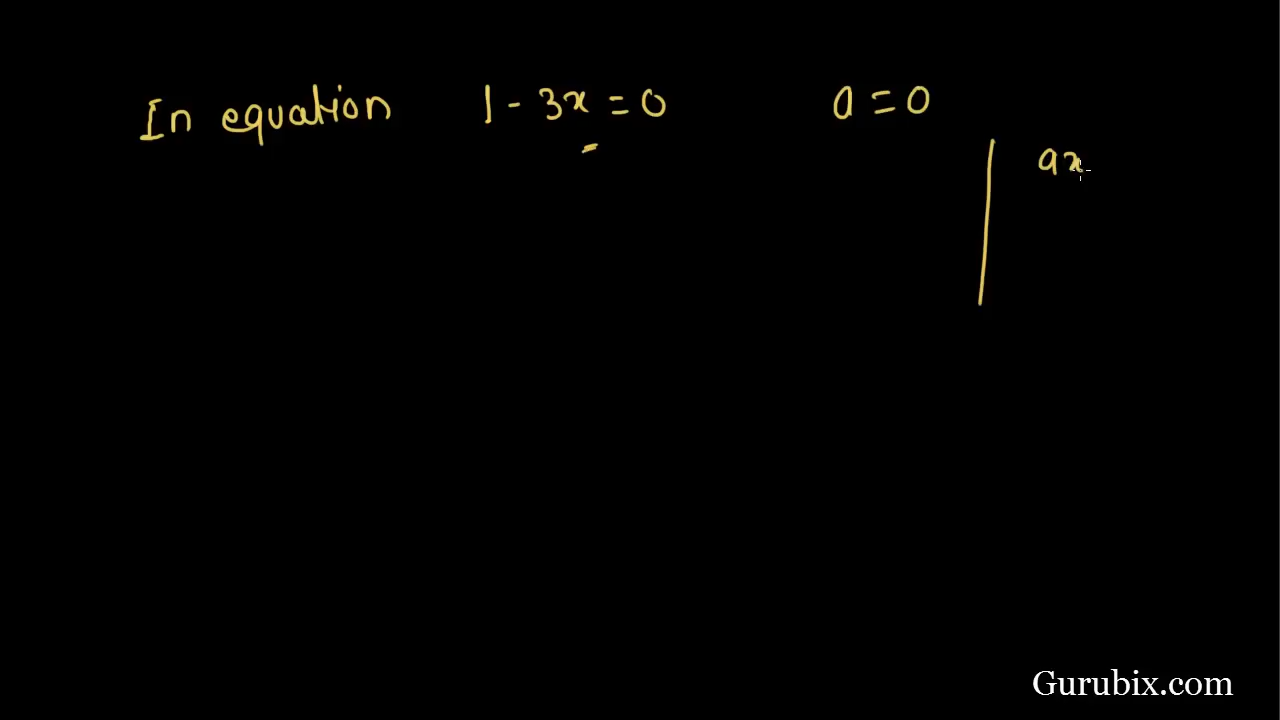 In equation 1 - 3x = 0 a = 0
ax
Gurubix.com